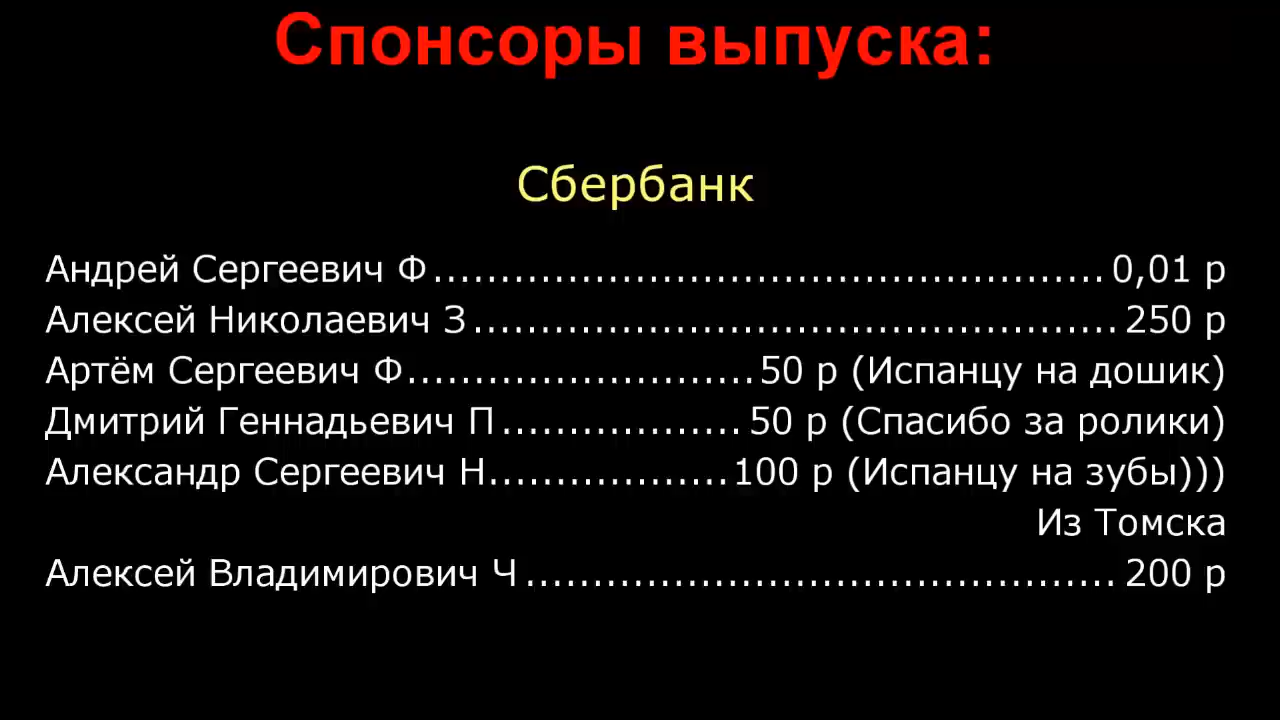 Спонсоры выпуска:
Сбербанк
Андрей Сергеевич Ф.................................................. 0,01 р
Алексей Николаевич З................................................ 250 р
Артём Сергеевич Ф..........................50 р (Испанцу на дошик)
Дмитрий Геннадьевич П.................. 50 р (Спасибо за ролики)
Александр Сергеевич Н..................100 р (Испанцу на зубы)))
Из Томска
Алексей Владимирович Ч............................................ 200 р